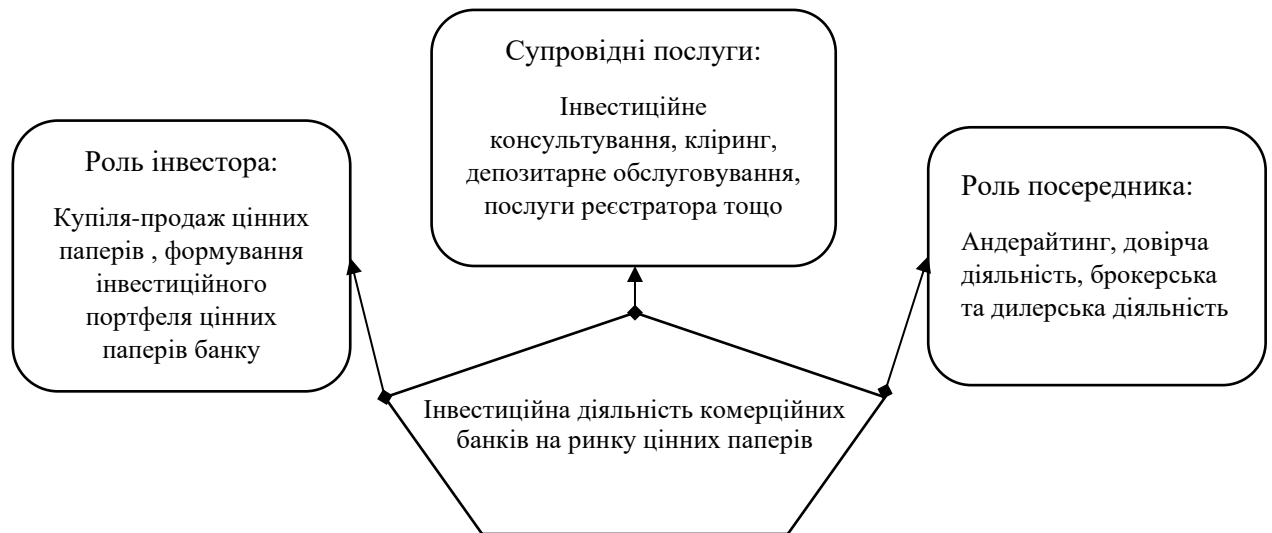 Супровідні послуги:
Інвестиційне
консультування, кліринг,
депозитарне обслуговування,
послуги реєстратора тощо
Роль інвестора:
Купіля-продаж цінних
паперів , формування
інвестиційного
портфеля цінних
паперів банку
Роль посередника:
Андерайтинг, довірча
діяльність, брокерська
та дилерська діяльність
Інвестиційна діяльність комерційних
банків на ринку цінних паперів